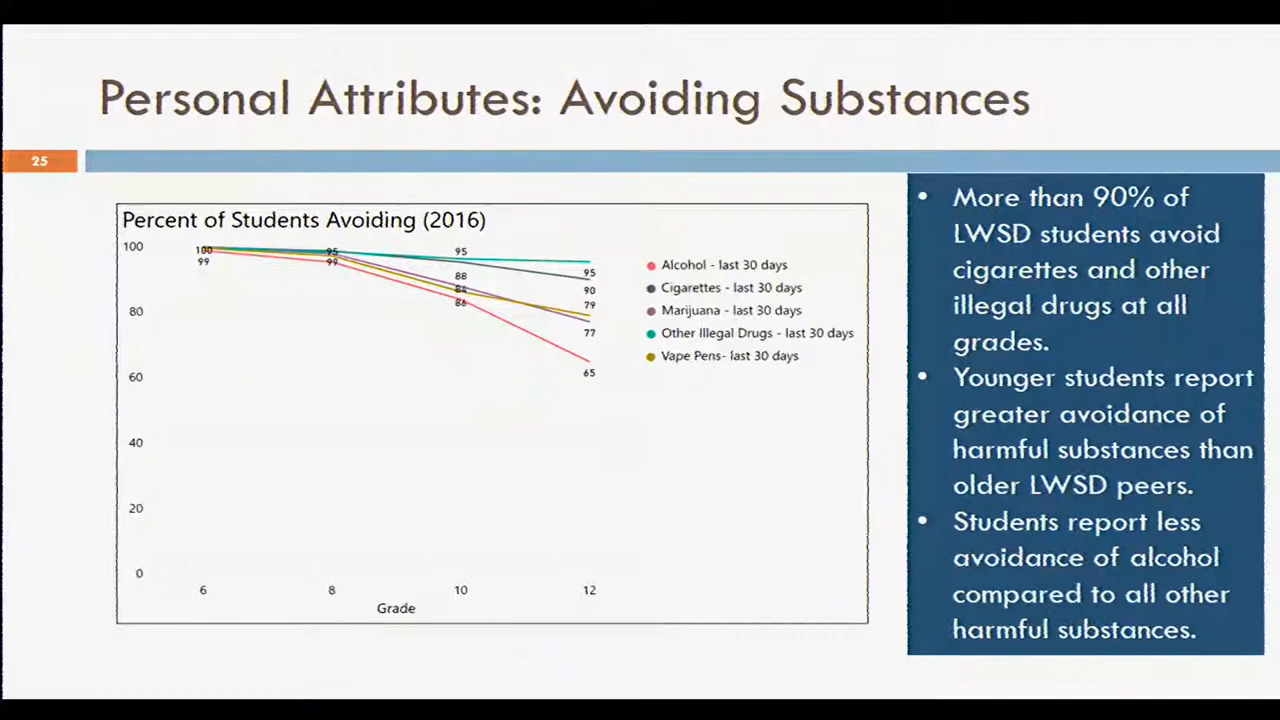 Personal Attributes: Avoiding Substances
25
Percent of Students Avoiding (2016)
100
80
60
40
20
0
100
99
95
99
95
88
86
95
90
79
77
65
6
8
10
12
Grade
Alcohol - last 30 days
Cigarettes - last 30 days
Marijuana - last 30 days
Other Illegal Drugs - last 30 days
Vape Pens- last 30 days
• More than 90% of
LWSD students avoid
cigarettes and other
illegal drugs at all
grades.
• Younger students report
greater avoidance of
harmful substances than
older LWSD peers.
• Students report less
avoidance of alcohol
compared to all other
harmful substances.